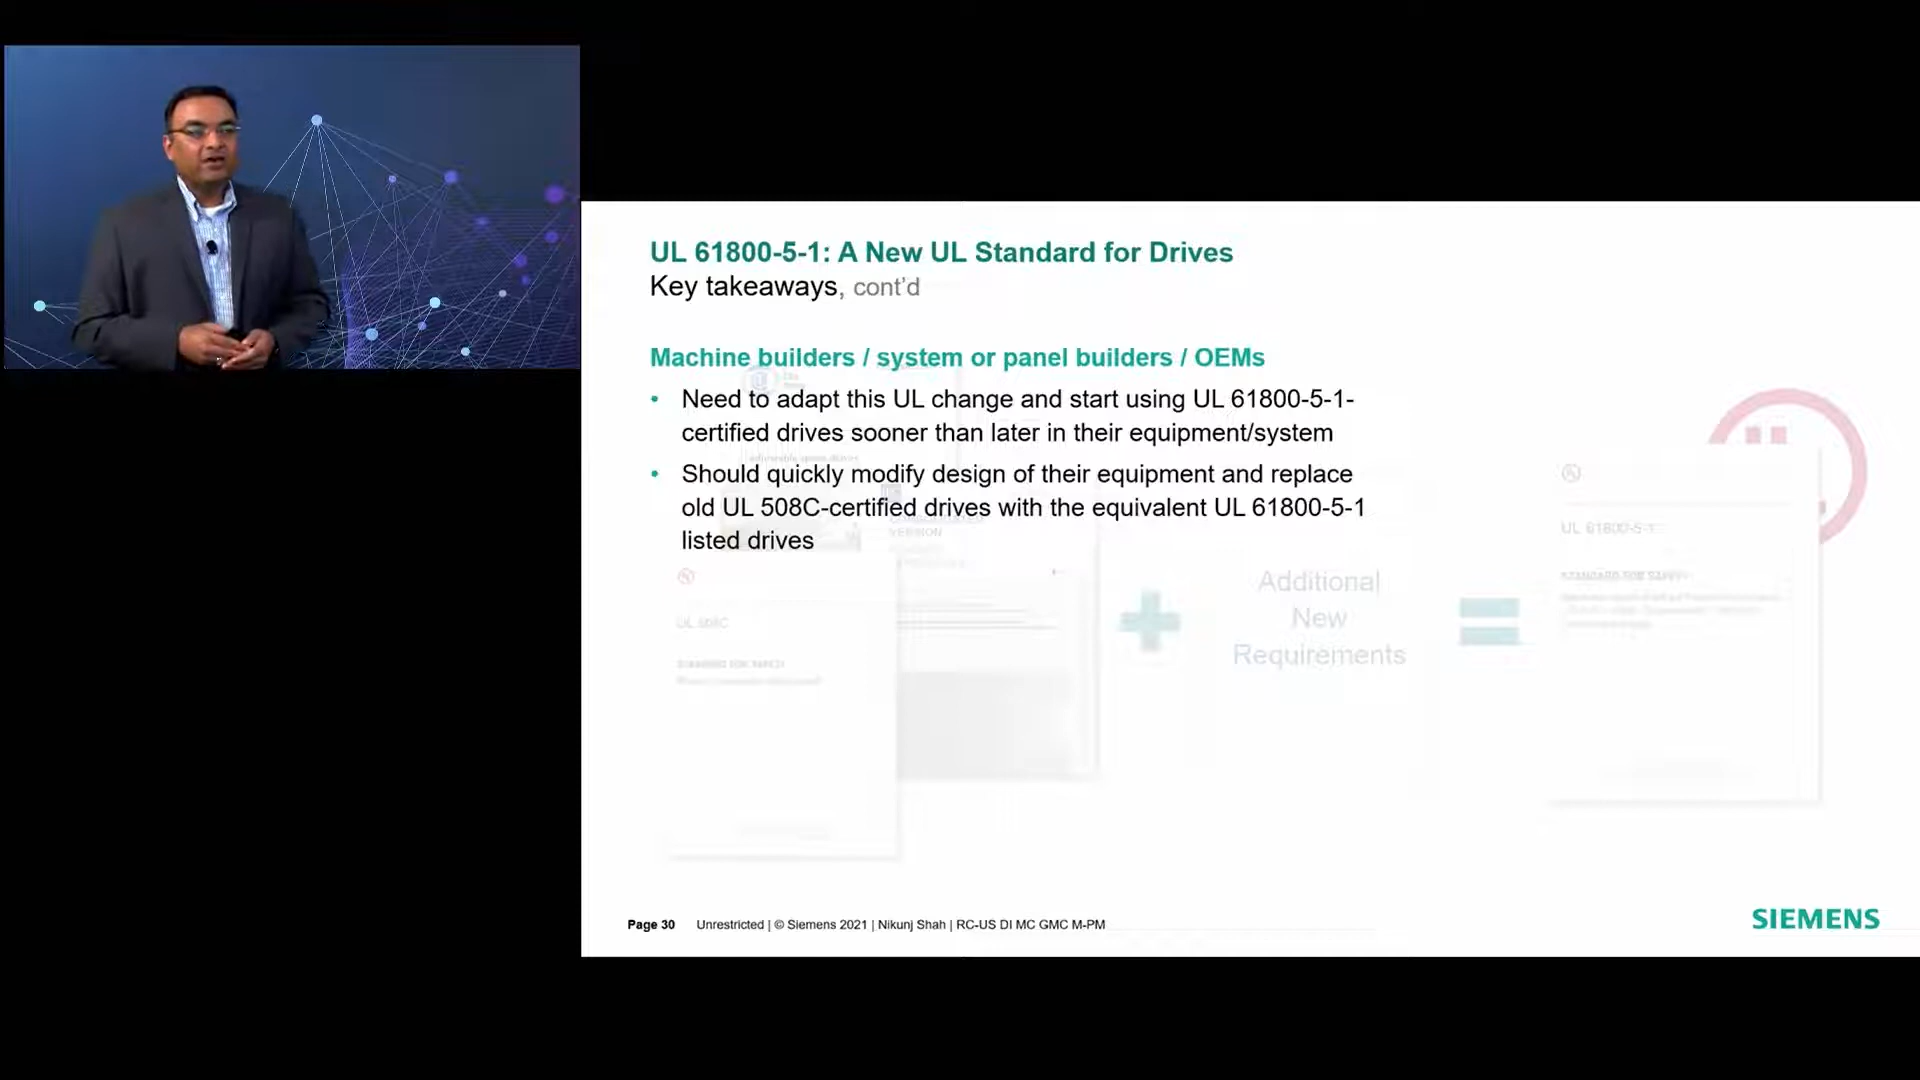 UL 61800-5-1: A New UL Standard for Drives
Key takeaways, cont'd
Machine builders / system or panel builders / OEMs
• Need to adapt this UL change and start using UL 61800-5-1-
certified drives sooner than later in their equipment/system
• Should quickly modify design of their equipment and replace
old UL 508C-certified drives with the equivalent UL 61800-5-1
listed drives
VERSION
UL 508C
STANDARD FOR SAFETY
Additional
New
Requirements
UL 61800-5-1
STANDARD FOR SAFETY
Page 30 Unrestricted | © Siemens 2021 | Nikunj Shah | RC-US DI MC GMC M-PM
SIEMENS